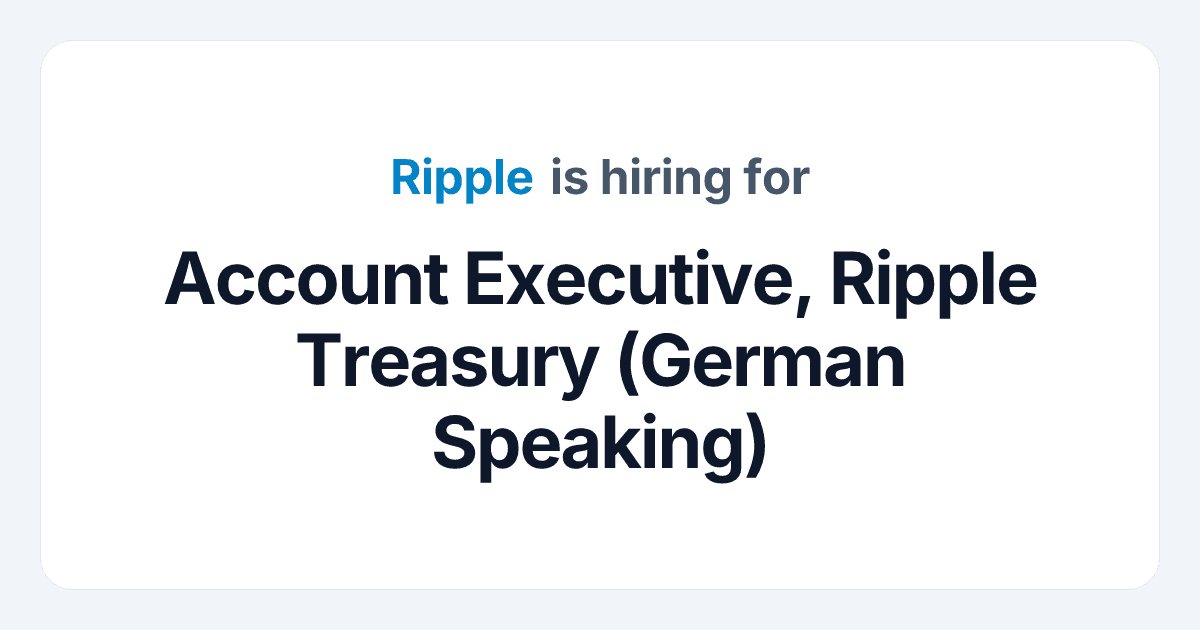 Ripple is hiring for
Account Executive, Ripple
Treasury (German
Speaking)